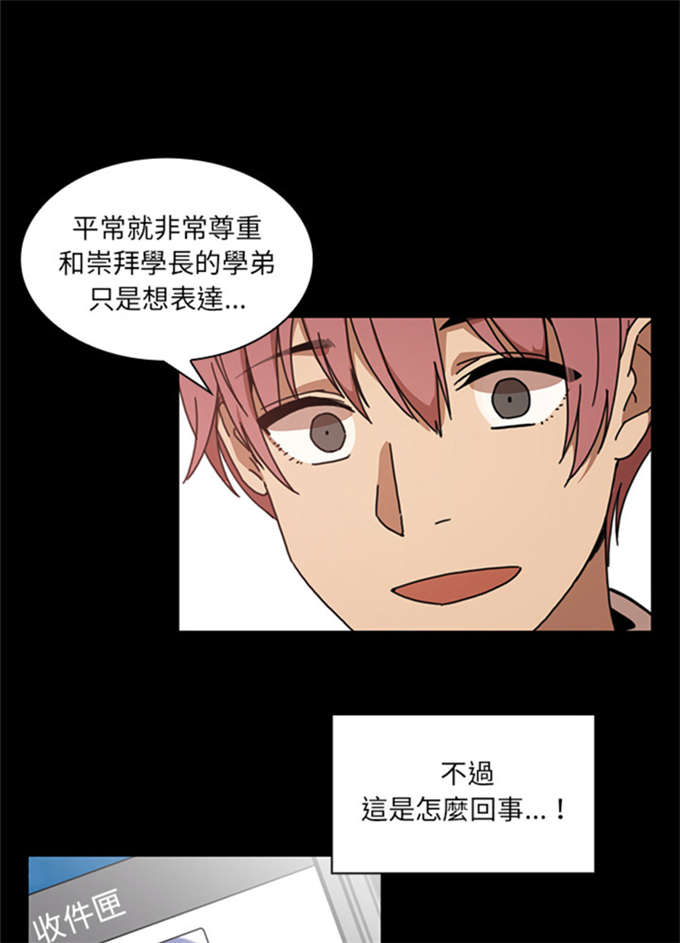 平常就非常尊重
和崇拜學長的學弟
只是想表達...
不過
這是怎麼回事...！
收件匣